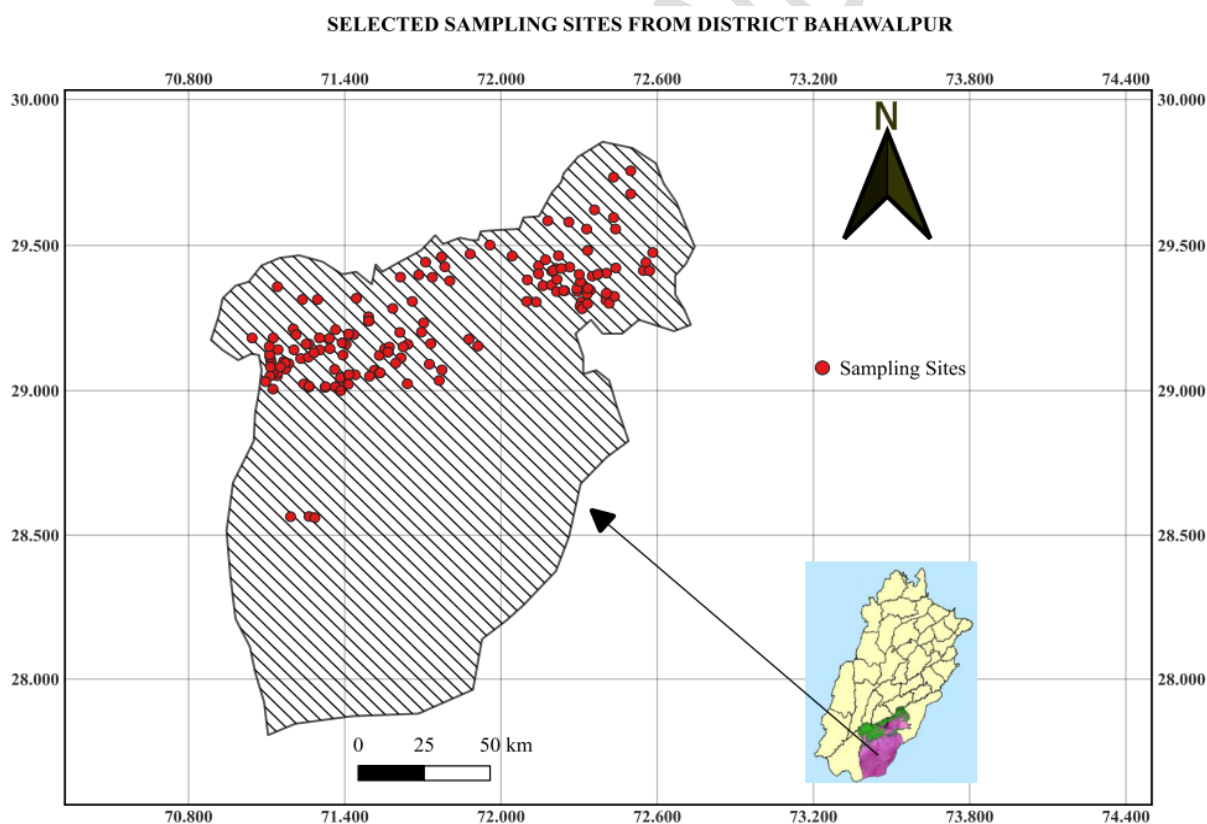 SELECTED SAMPLING SITES FROM DISTRICT BAHAWALPUR
70.800 71.400 72.000 72.600 73.200 73.800 74.400
30.000 30.000
N
29.500 29.500
Sampling Sites
29.000 29.000
28.500 28.500
28.000 28.000
0 25 50 km
70.800 71.400 72.000 72.600 73.200 73.800 74.400